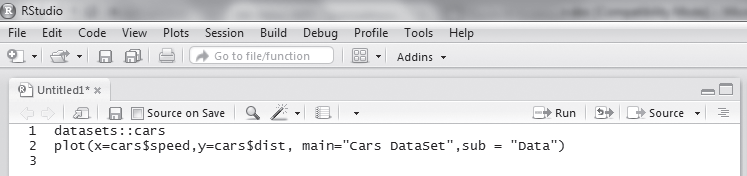 RStudio
File Edit Code View Plots Session Build Debug Profile Tools Help
Go to file/function Addins
Untitled1*
Source on Save Run Source
1 datasets::cars
2 plot(x=cars$speed,y=cars$dist, main="Cars DataSet",sub = "Data")
3